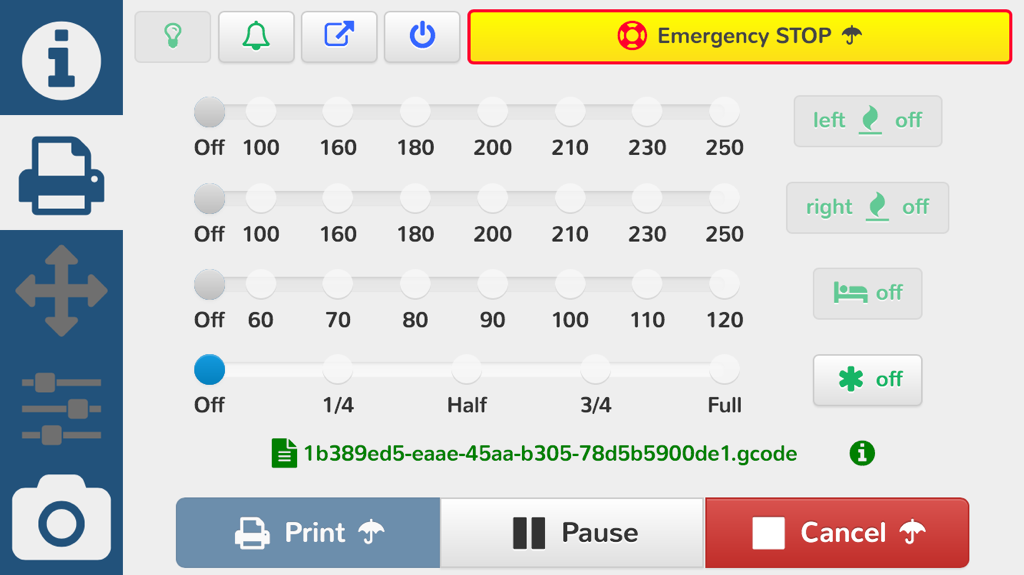 Emergency STOP
Off 100 160 180 200 210 230 250
left off
Off 100 160 180 200 210 230 250
right off
Off 60 70 80 90 100 110 120
off
Off 1/4 Half 3/4 Full
off
1b389ed5-eaae-45aa-b305-78d5b5900de1.gcode
Print Pause Cancel